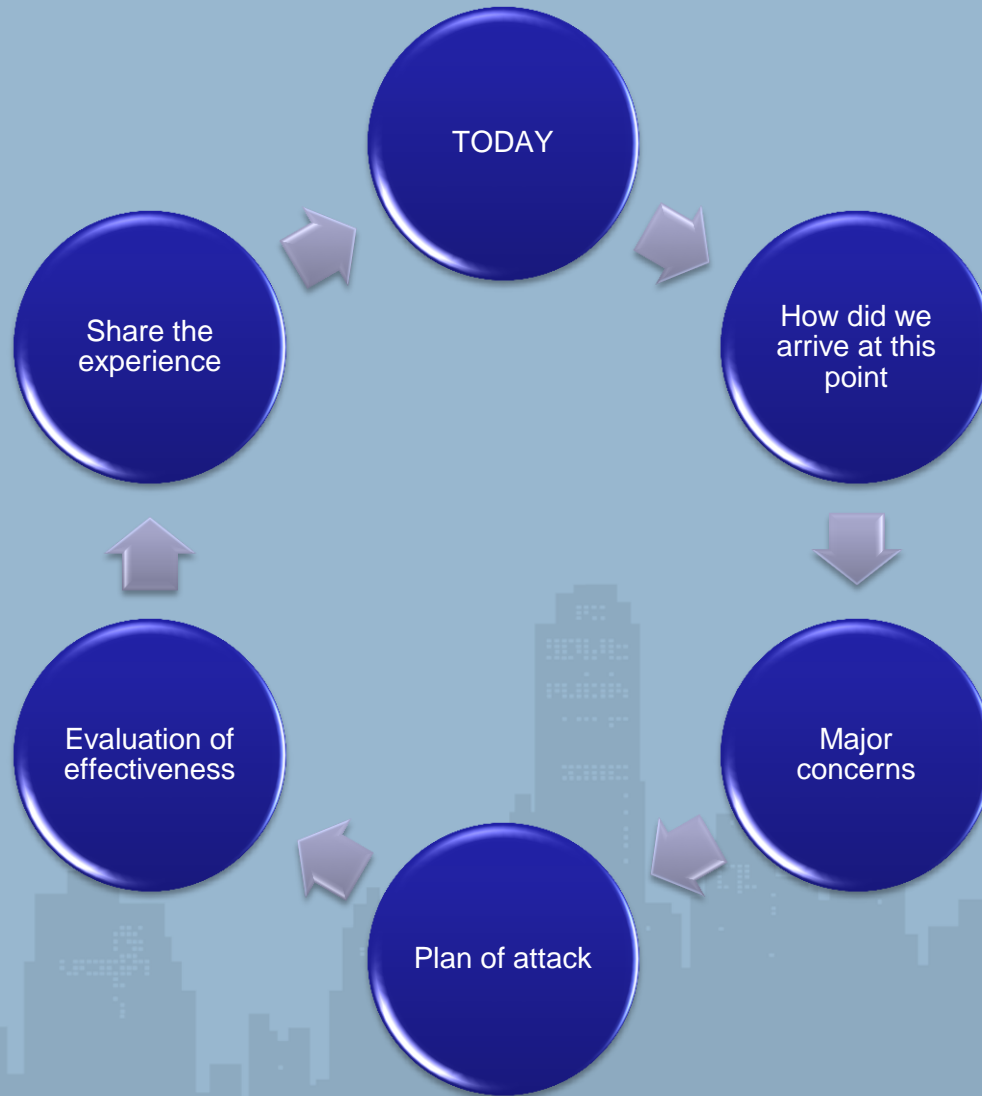 TODAY
How did we
arrive at this
point
Major
concerns
Plan of attack
Evaluation of
effectiveness
Share the
experience